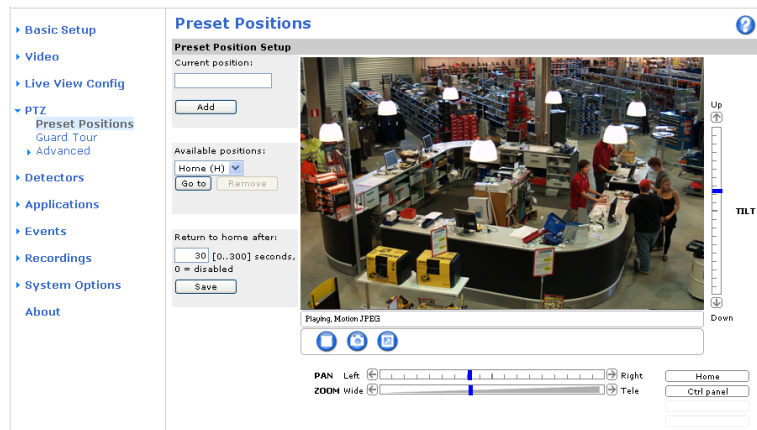 Preset Positions
Basic Setup
Video
Live View Config
PTZ
Preset Positions
Guard Tour
Advanced
Detectors
Applications
Events
Recordings
System Options
About
Preset Position Setup
Current position:
Add
Available positions:
Home (H)
Go to Remove
Return to home after:
30 [0..300] seconds,
0 = disabled
Save
Up
TILT
Down
Playing, Motion JPEG
PAN Left Right
ZOOM Wide Tele
Home
Ctrl panel